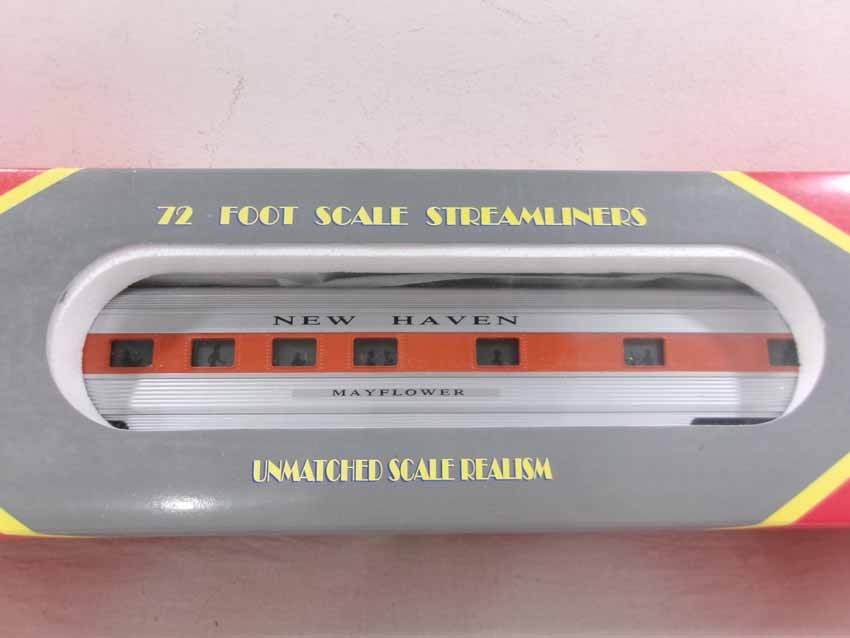 72 FOOT SCALE STREAMLINERS
NEW HAVEN
MAYFLOWER
UNMATCHED SCALE REALISM